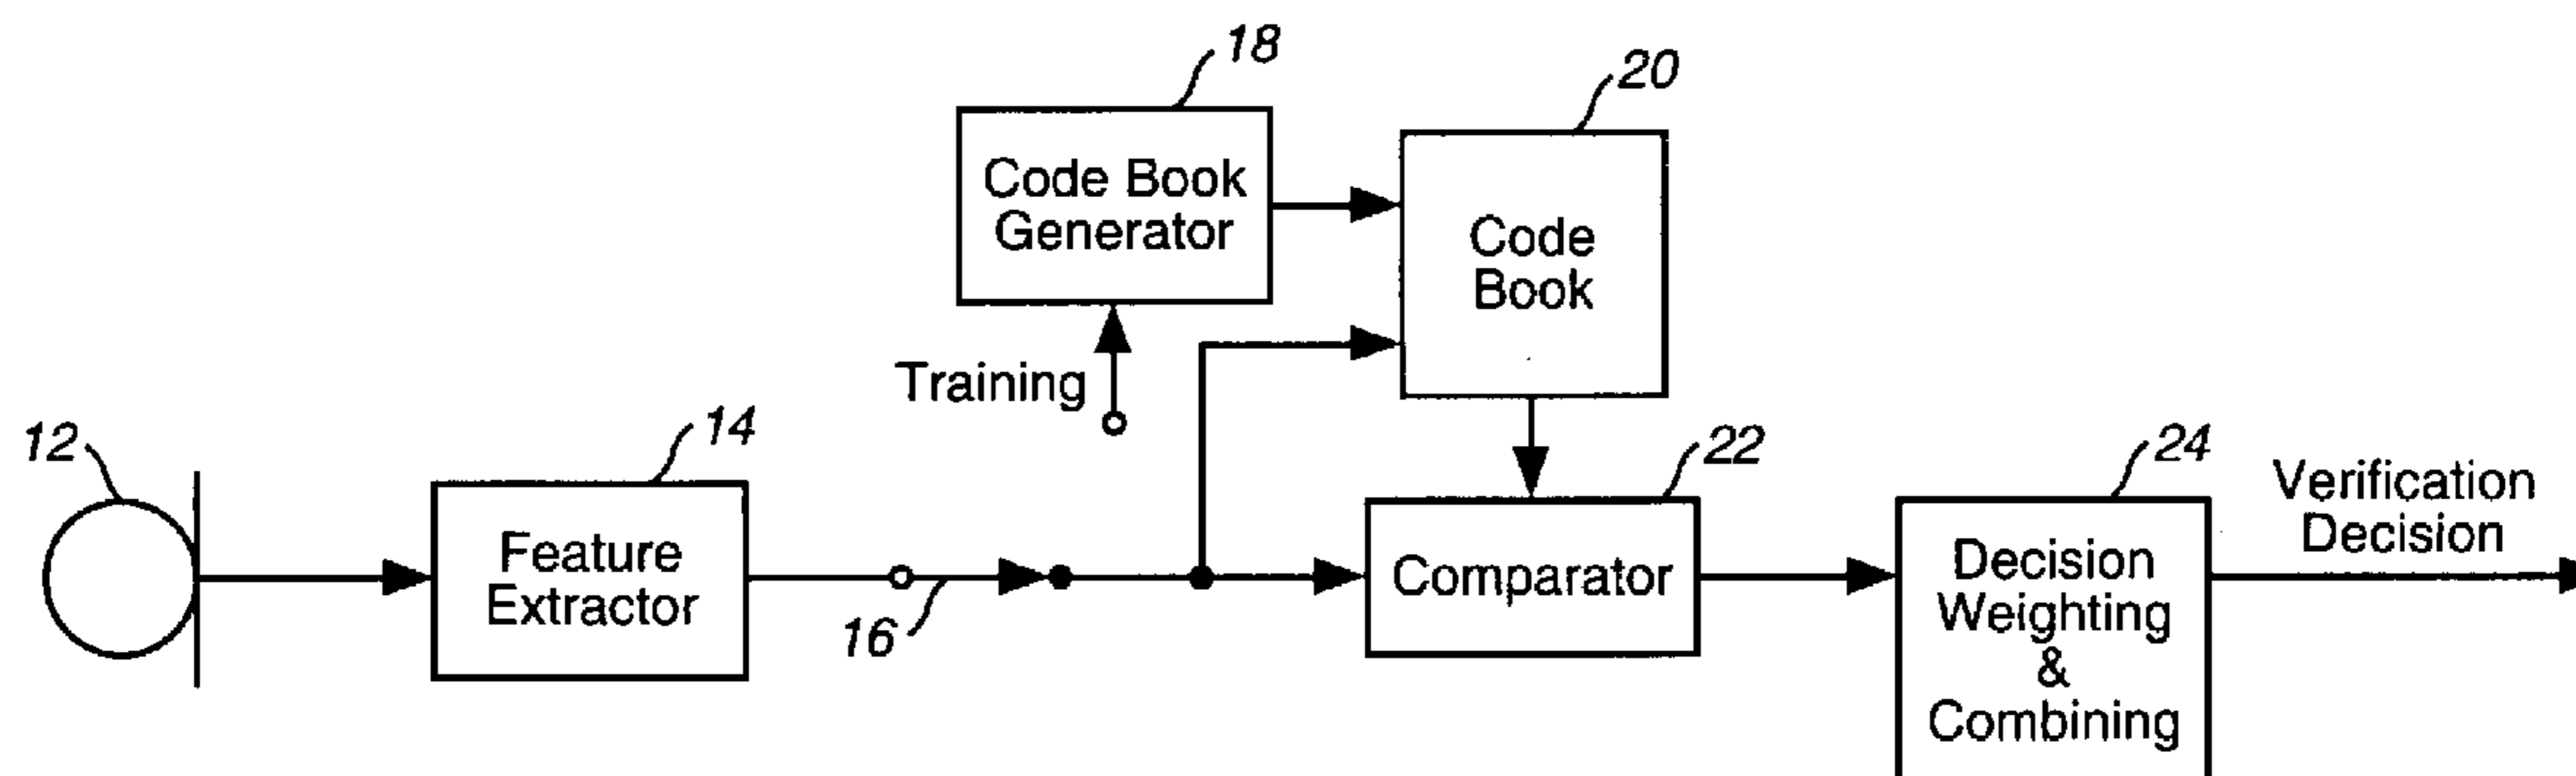 18
20
Code Book
Generator
Code
Book
Training
12
14
22
24
Verification
Decision
Feature
Extractor
16
Comparator
Decision
Weighting
&
Combining